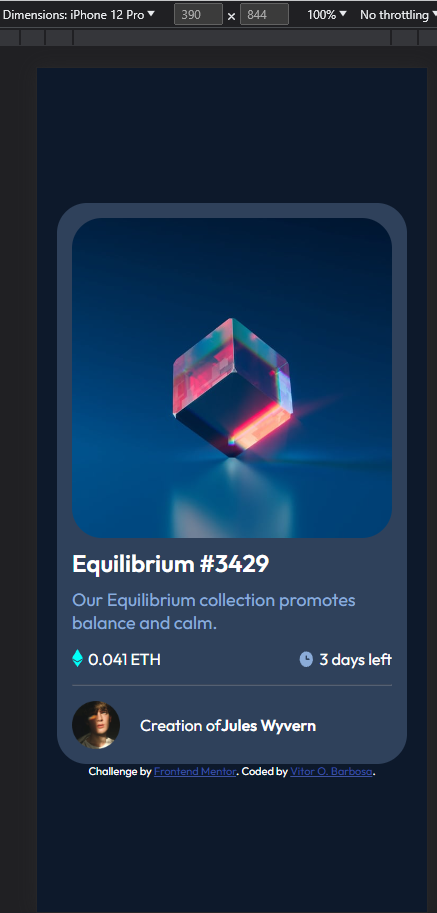 Dimensions: iPhone 12 Pro ▼ 390 × 844 100% ▼ No throttling ▼
Equilibrium #3429
Our Equilibrium collection promotes
balance and calm.
0.041 ETH 3 days left
Creation ofJules Wyvern
Challenge by Frontend Mentor. Coded by Vitor O. Barbosa.